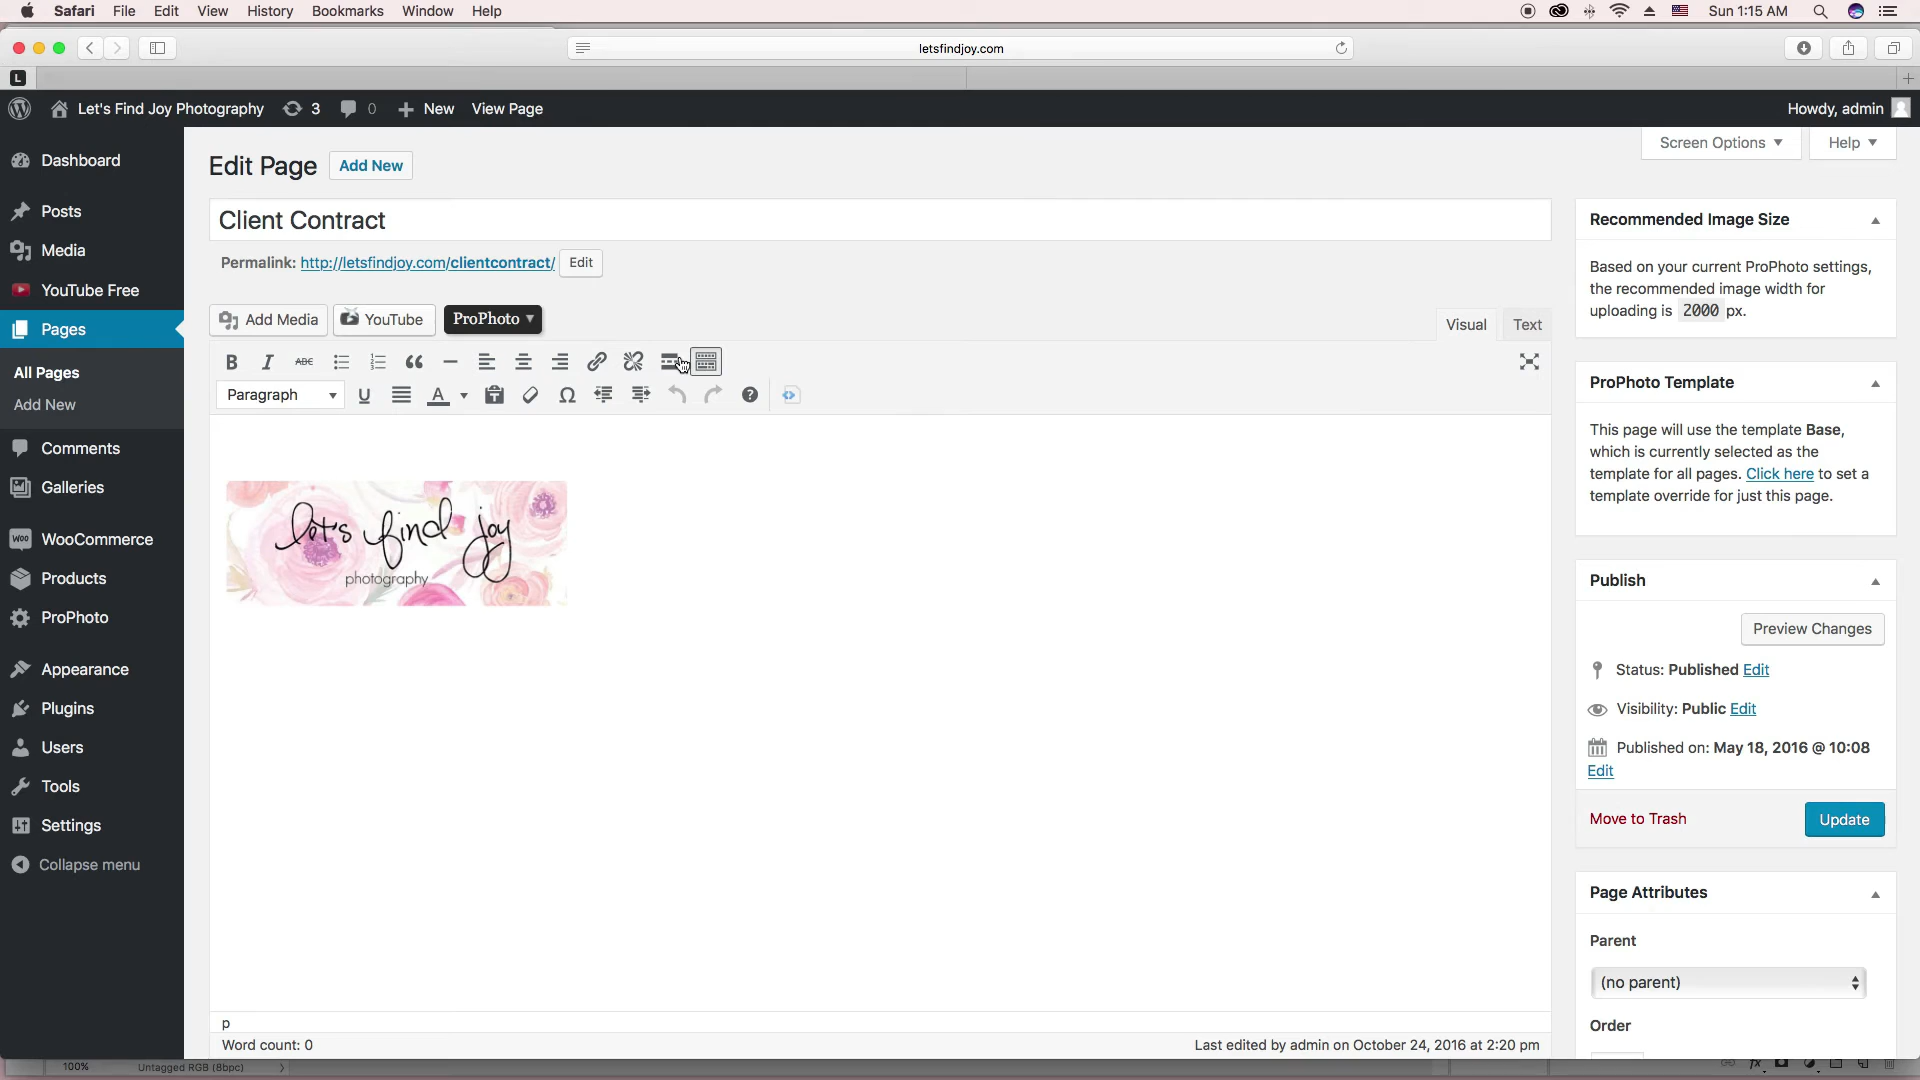 Safari File Edit View History Bookmarks Window Help Sun 1:15 AM
letsfindjoy.com
L
Let's Find Joy Photography 3 0 New View Page Howdy, admin
Dashboard
Posts
Media
YouTube Free
Pages
All Pages
Add New
Comments
Galleries
WooCommerce
Products
ProPhoto
Appearance
Plugins
Users
Tools
Settings
Collapse menu
Screen Options Help
Edit Page Add New
Client Contract
Permalink: http://letsfindjoy.com/clientcontract/ Edit
Add Media YouTube ProPhoto
Visual Text
B I ABC
Paragraph U A Ω
let's find joy
photography
p
Word count: 0 Last edited by admin on October 24, 2016 at 2:20 pm
Recommended Image Size
Based on your current ProPhoto settings,
the recommended image width for
uploading is 2000 px.
ProPhoto Template
This page will use the template Base,
which is currently selected as the
template for all pages. Click here to set a
template override for just this page.
Publish
Preview Changes
Status: Published Edit
Visibility: Public Edit
Published on: May 18, 2016 @ 10:08
Edit
Move to Trash Update
Page Attributes
Parent
(no parent)
Order
100% Untagged RGB (8bpc)